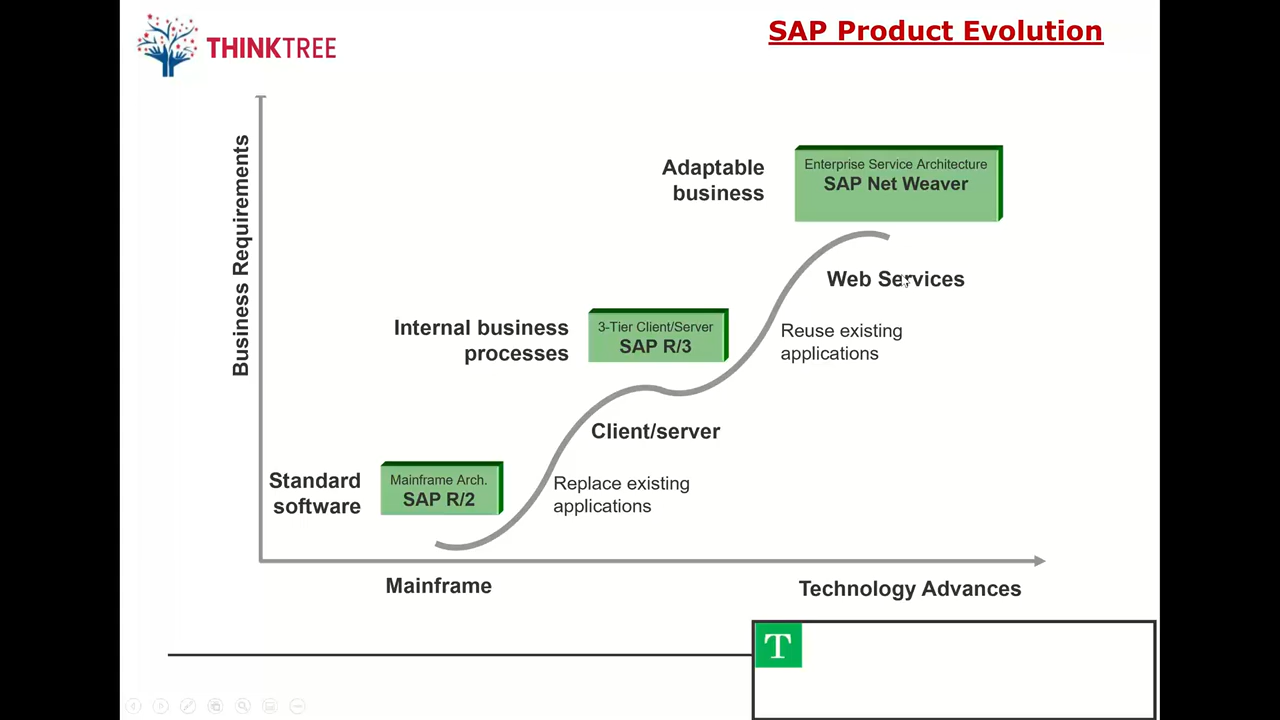 THINKTREE
SAP Product Evolution
Business Requirements
Adaptable
business
Enterprise Service Architecture
SAP Net Weaver
Web Services
Reuse existing
applications
Internal business
processes
3-Tier Client/Server
SAP R/3
Client/server
Replace existing
applications
Standard
software
Mainframe Arch.
SAP R/2
Mainframe
Technology Advances
T